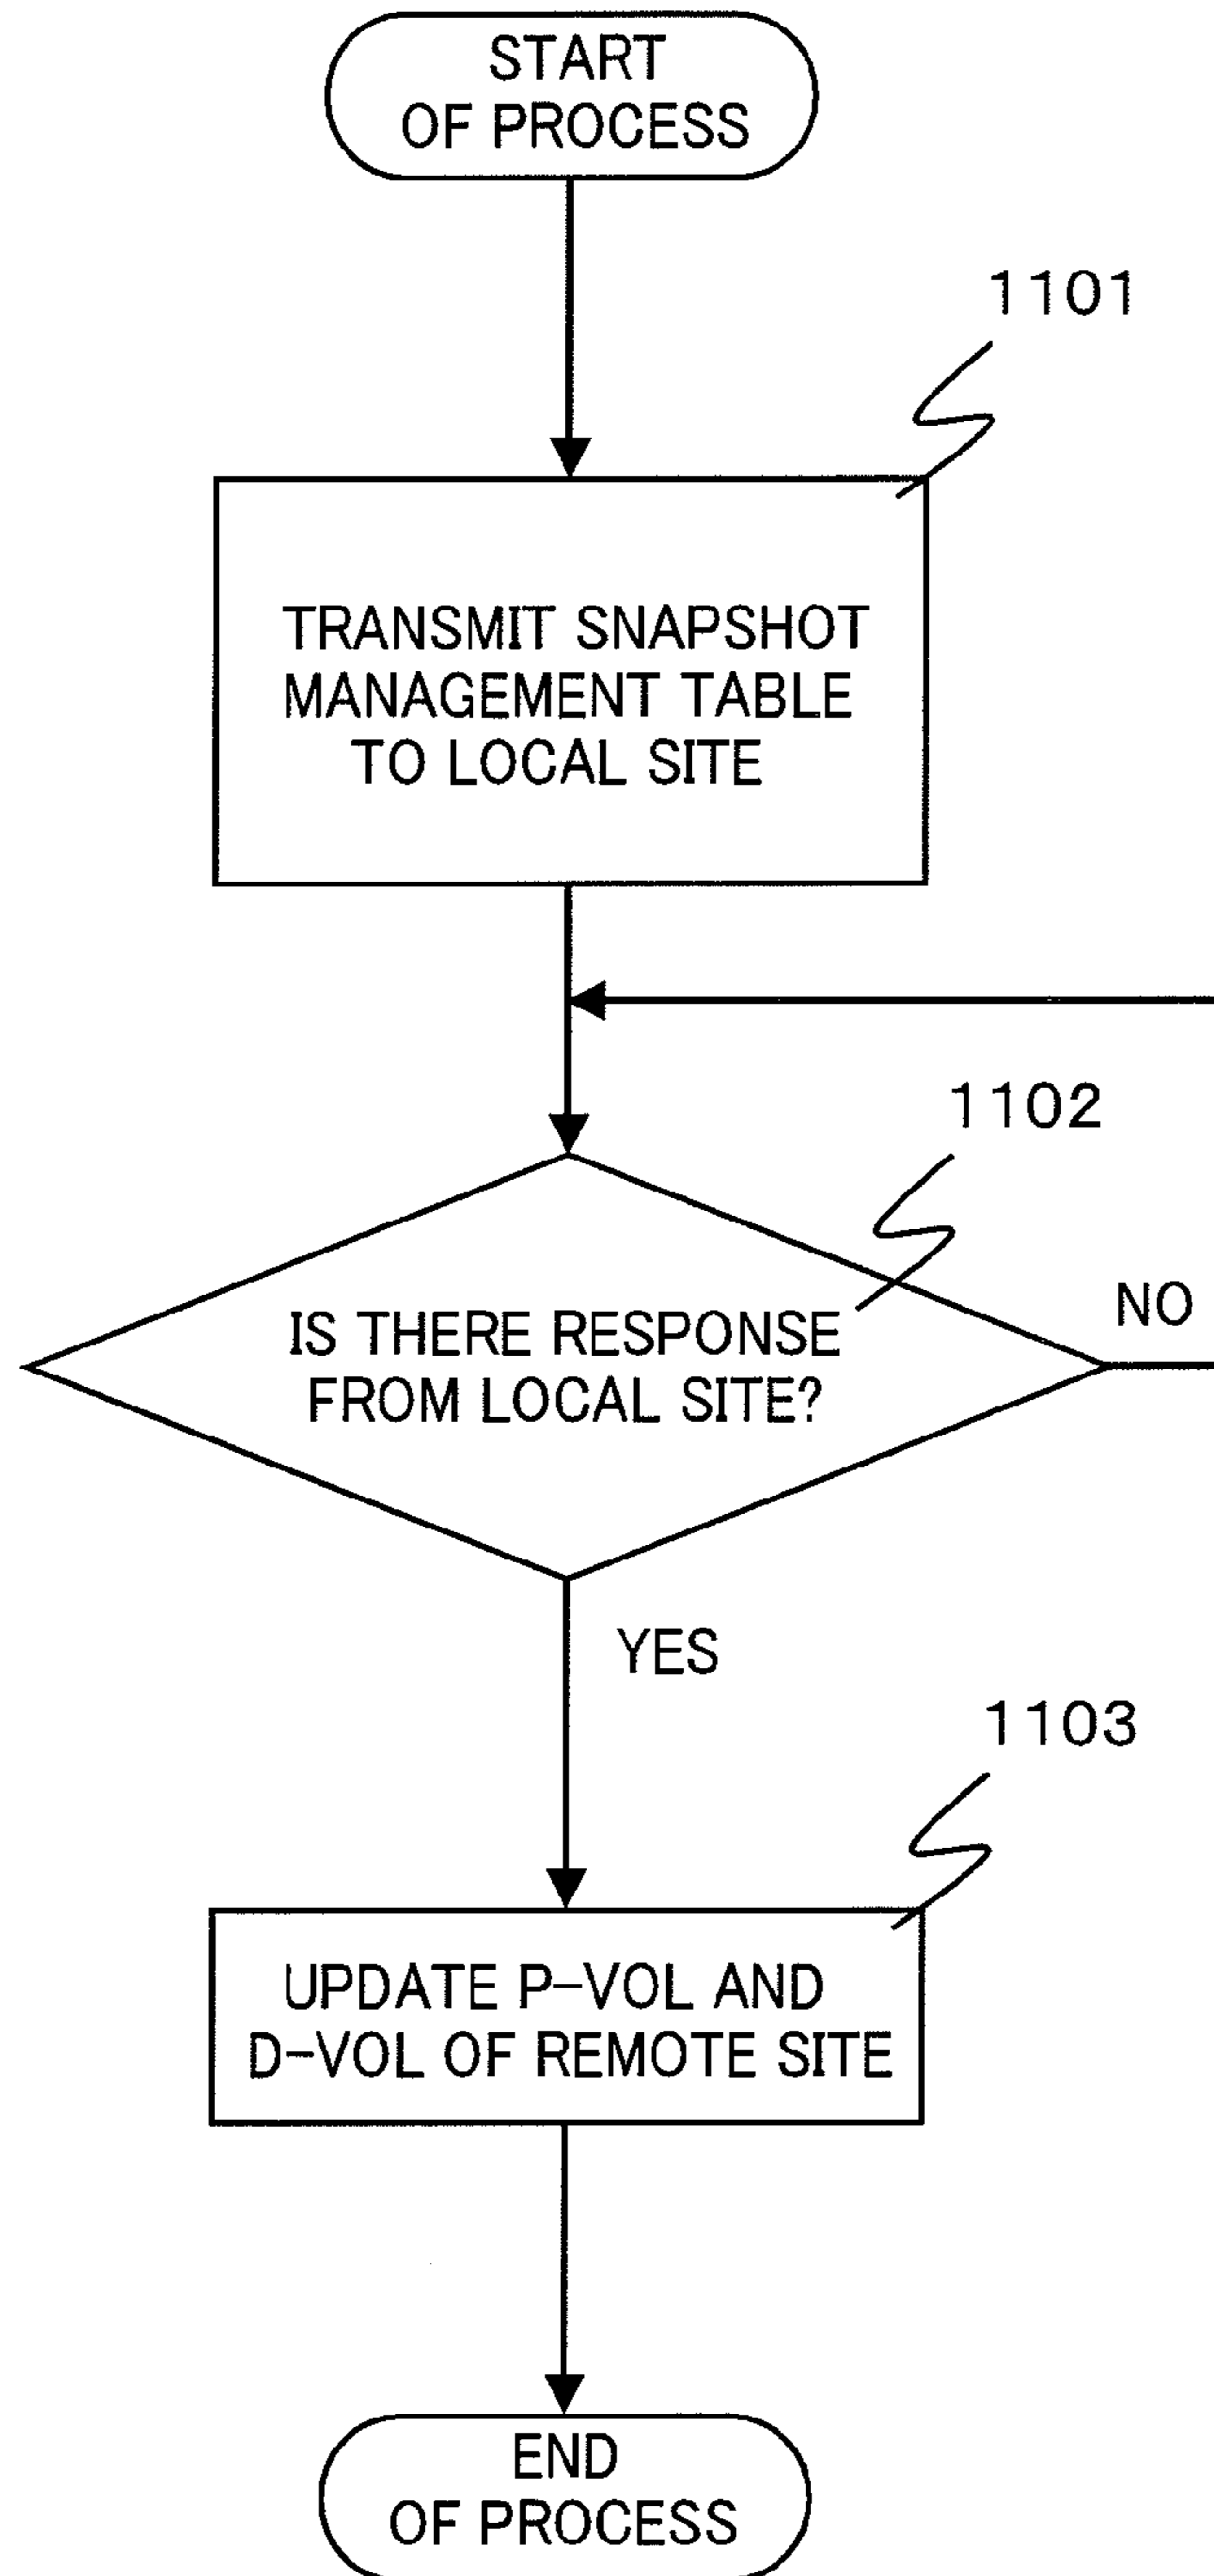 START
OF PROCESS
1101
TRANSMIT SNAPSHOT
MANAGEMENT TABLE
TO LOCAL SITE
1102
IS THERE RESPONSE
FROM LOCAL SITE?
NO
YES
1103
UPDATE P-VOL AND
D-VOL OF REMOTE SITE
END
OF PROCESS